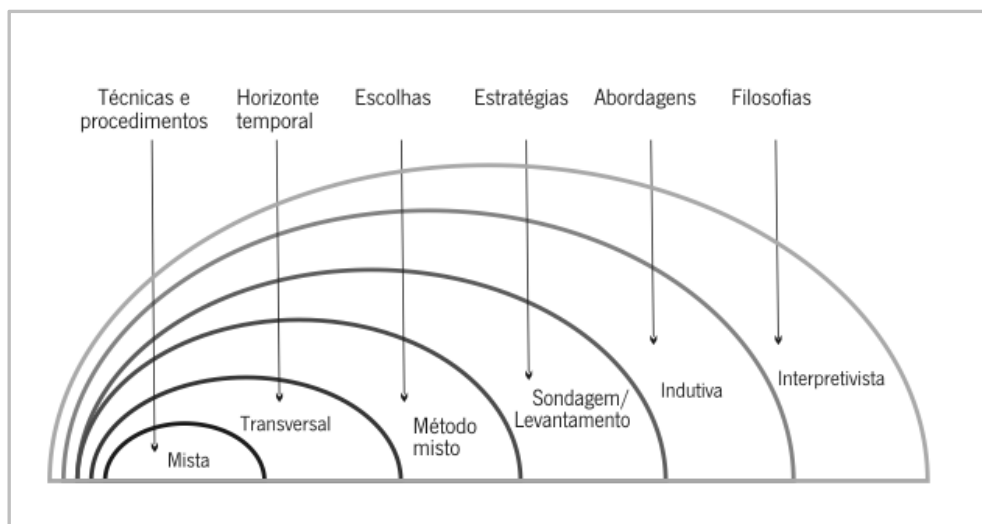 Técnicas e
procedimentos
Horizonte
temporal
Escolhas
Estratégias
Abordagens
Filosofias
Mista
Transversal
Método
misto
Sondagem/
Levantamento
Indutiva
Interpretivista